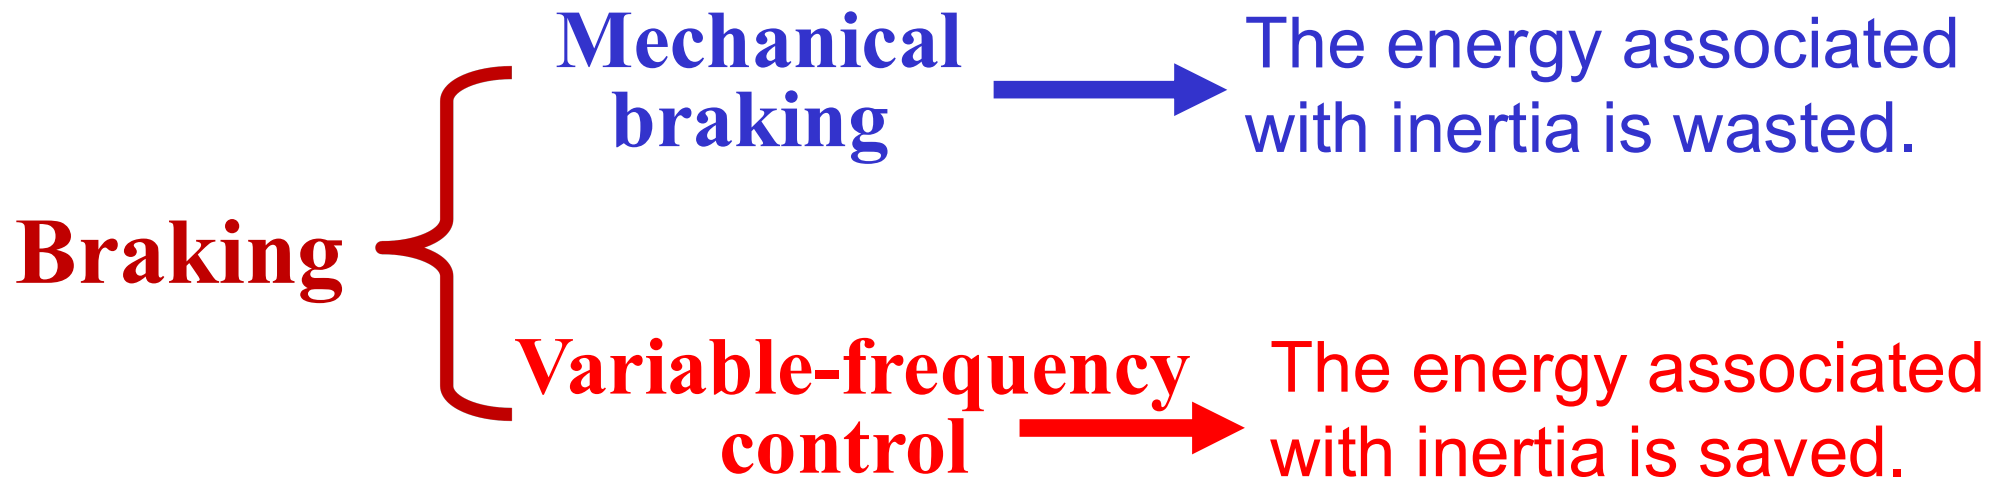 Braking
Mechanical
braking
The energy associated
with inertia is wasted.
Variable-frequency
control
The energy associated
with inertia is saved.